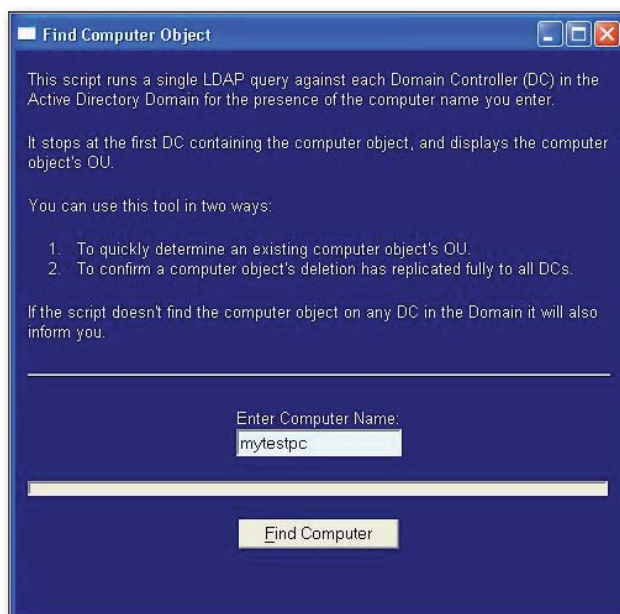 Find Computer Object
This script runs a single LDAP query against each Domain Controller (DC) in the
Active Directory Domain for the presence of the computer name you enter.
It stops at the first DC containing the computer object, and displays the computer
object's OU.
You can use this tool in two ways:
1. To quickly determine an existing computer object's OU.
2. To confirm a computer object's deletion has replicated fully to all DCs.
If the script doesn't find the computer object on any DC in the Domain it will also
inform you.
Enter Computer Name:
mytestpc
Find Computer